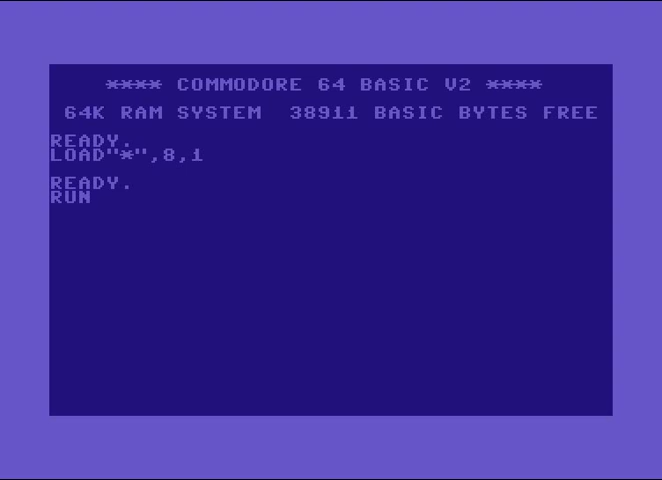 **** COMMODORE 64 BASIC V2 ****
64K RAM SYSTEM  38911 BASIC BYTES FREE
READY.
LOAD"*",8,1
READY.
RUN